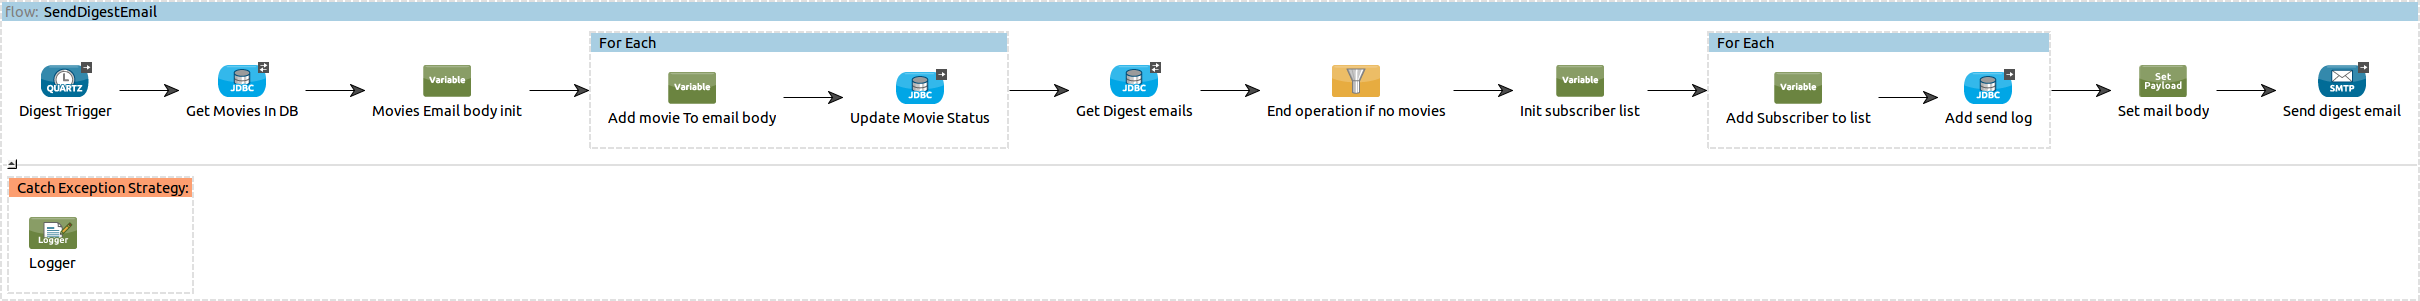 flow: SendDigestEmail
For Each
For Each
QUARTZ
JDBC
Variable
Variable
JDBC
JDBC
Variable
Variable
JDBC
Set Payload
SMTP
Digest Trigger
Get Movies In DB
Movies Email body init
Add movie To email body
Update Movie Status
Get Digest emails
End operation if no movies
Init subscriber list
Add Subscriber to list
Add send log
Set mail body
Send digest email
Catch Exception Strategy:
Logger
Logger